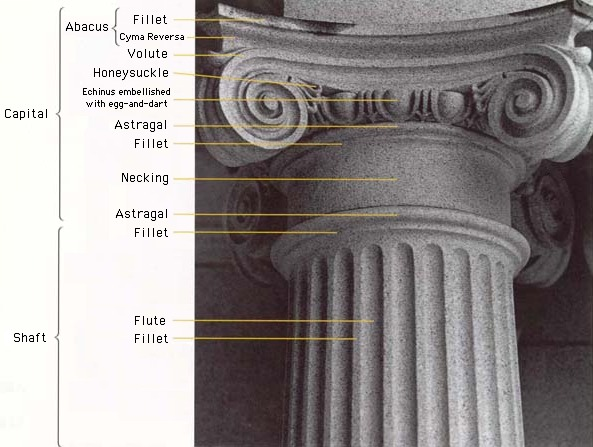 Abacus
Fillet
Cyma Reversa
Volute
Honeysuckle
Echinus embellished
with egg-and-dart
Capital
Astragal
Fillet
Necking
Astragal
Fillet
Flute
Shaft
Fillet